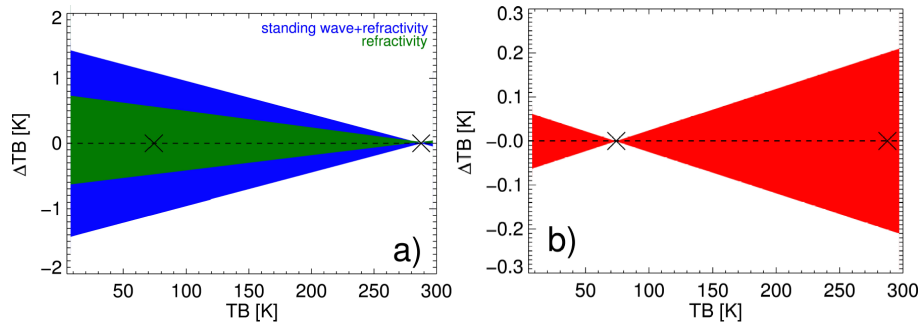 standing wave+refractivity
refractivity
2
1
0
−1
−2
ΔTB [K]
50 100 150 200 250 300
TB [K]
a)
0.3
0.2
0.1
−0.0
−0.1
−0.2
−0.3
ΔTB [K]
50 100 150 200 250 300
TB [K]
b)